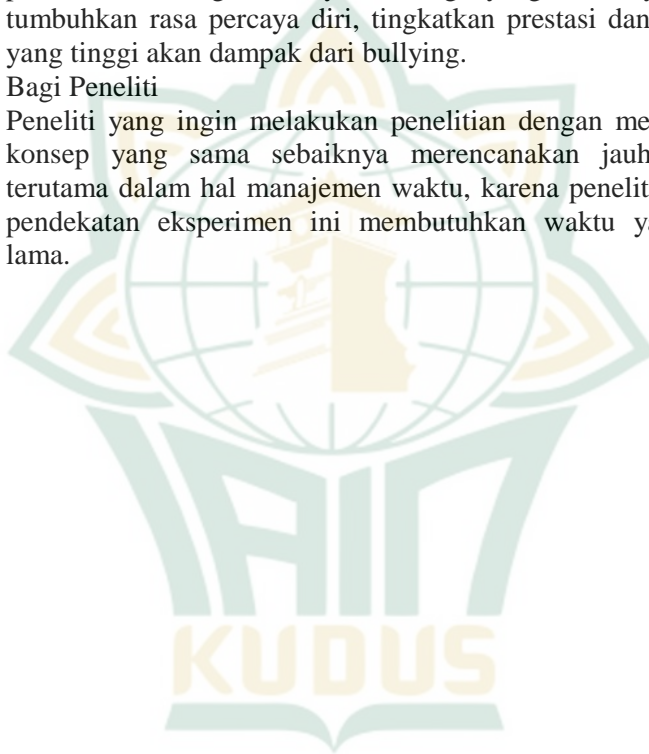 tumbuhkan rasa percaya diri, tingkatkan prestasi dan
yang tinggi akan dampak dari bullying.
Bagi Peneliti
Peneliti yang ingin melakukan penelitian dengan me
konsep yang sama sebaiknya merencanakan jauh
terutama dalam hal manajemen waktu, karena penelit
pendekatan eksperimen ini membutuhkan waktu ya
lama.
IAIN
KUDUS